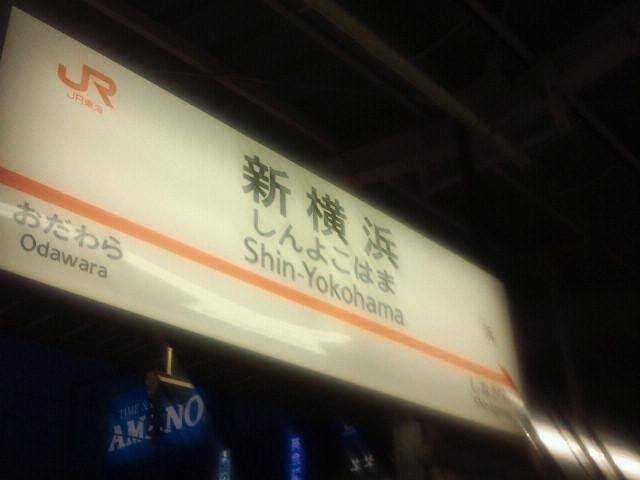 JR
JR東海
新横浜
しんよこはま
Shin-Yokohama
おだわら
Odawara
AMANO